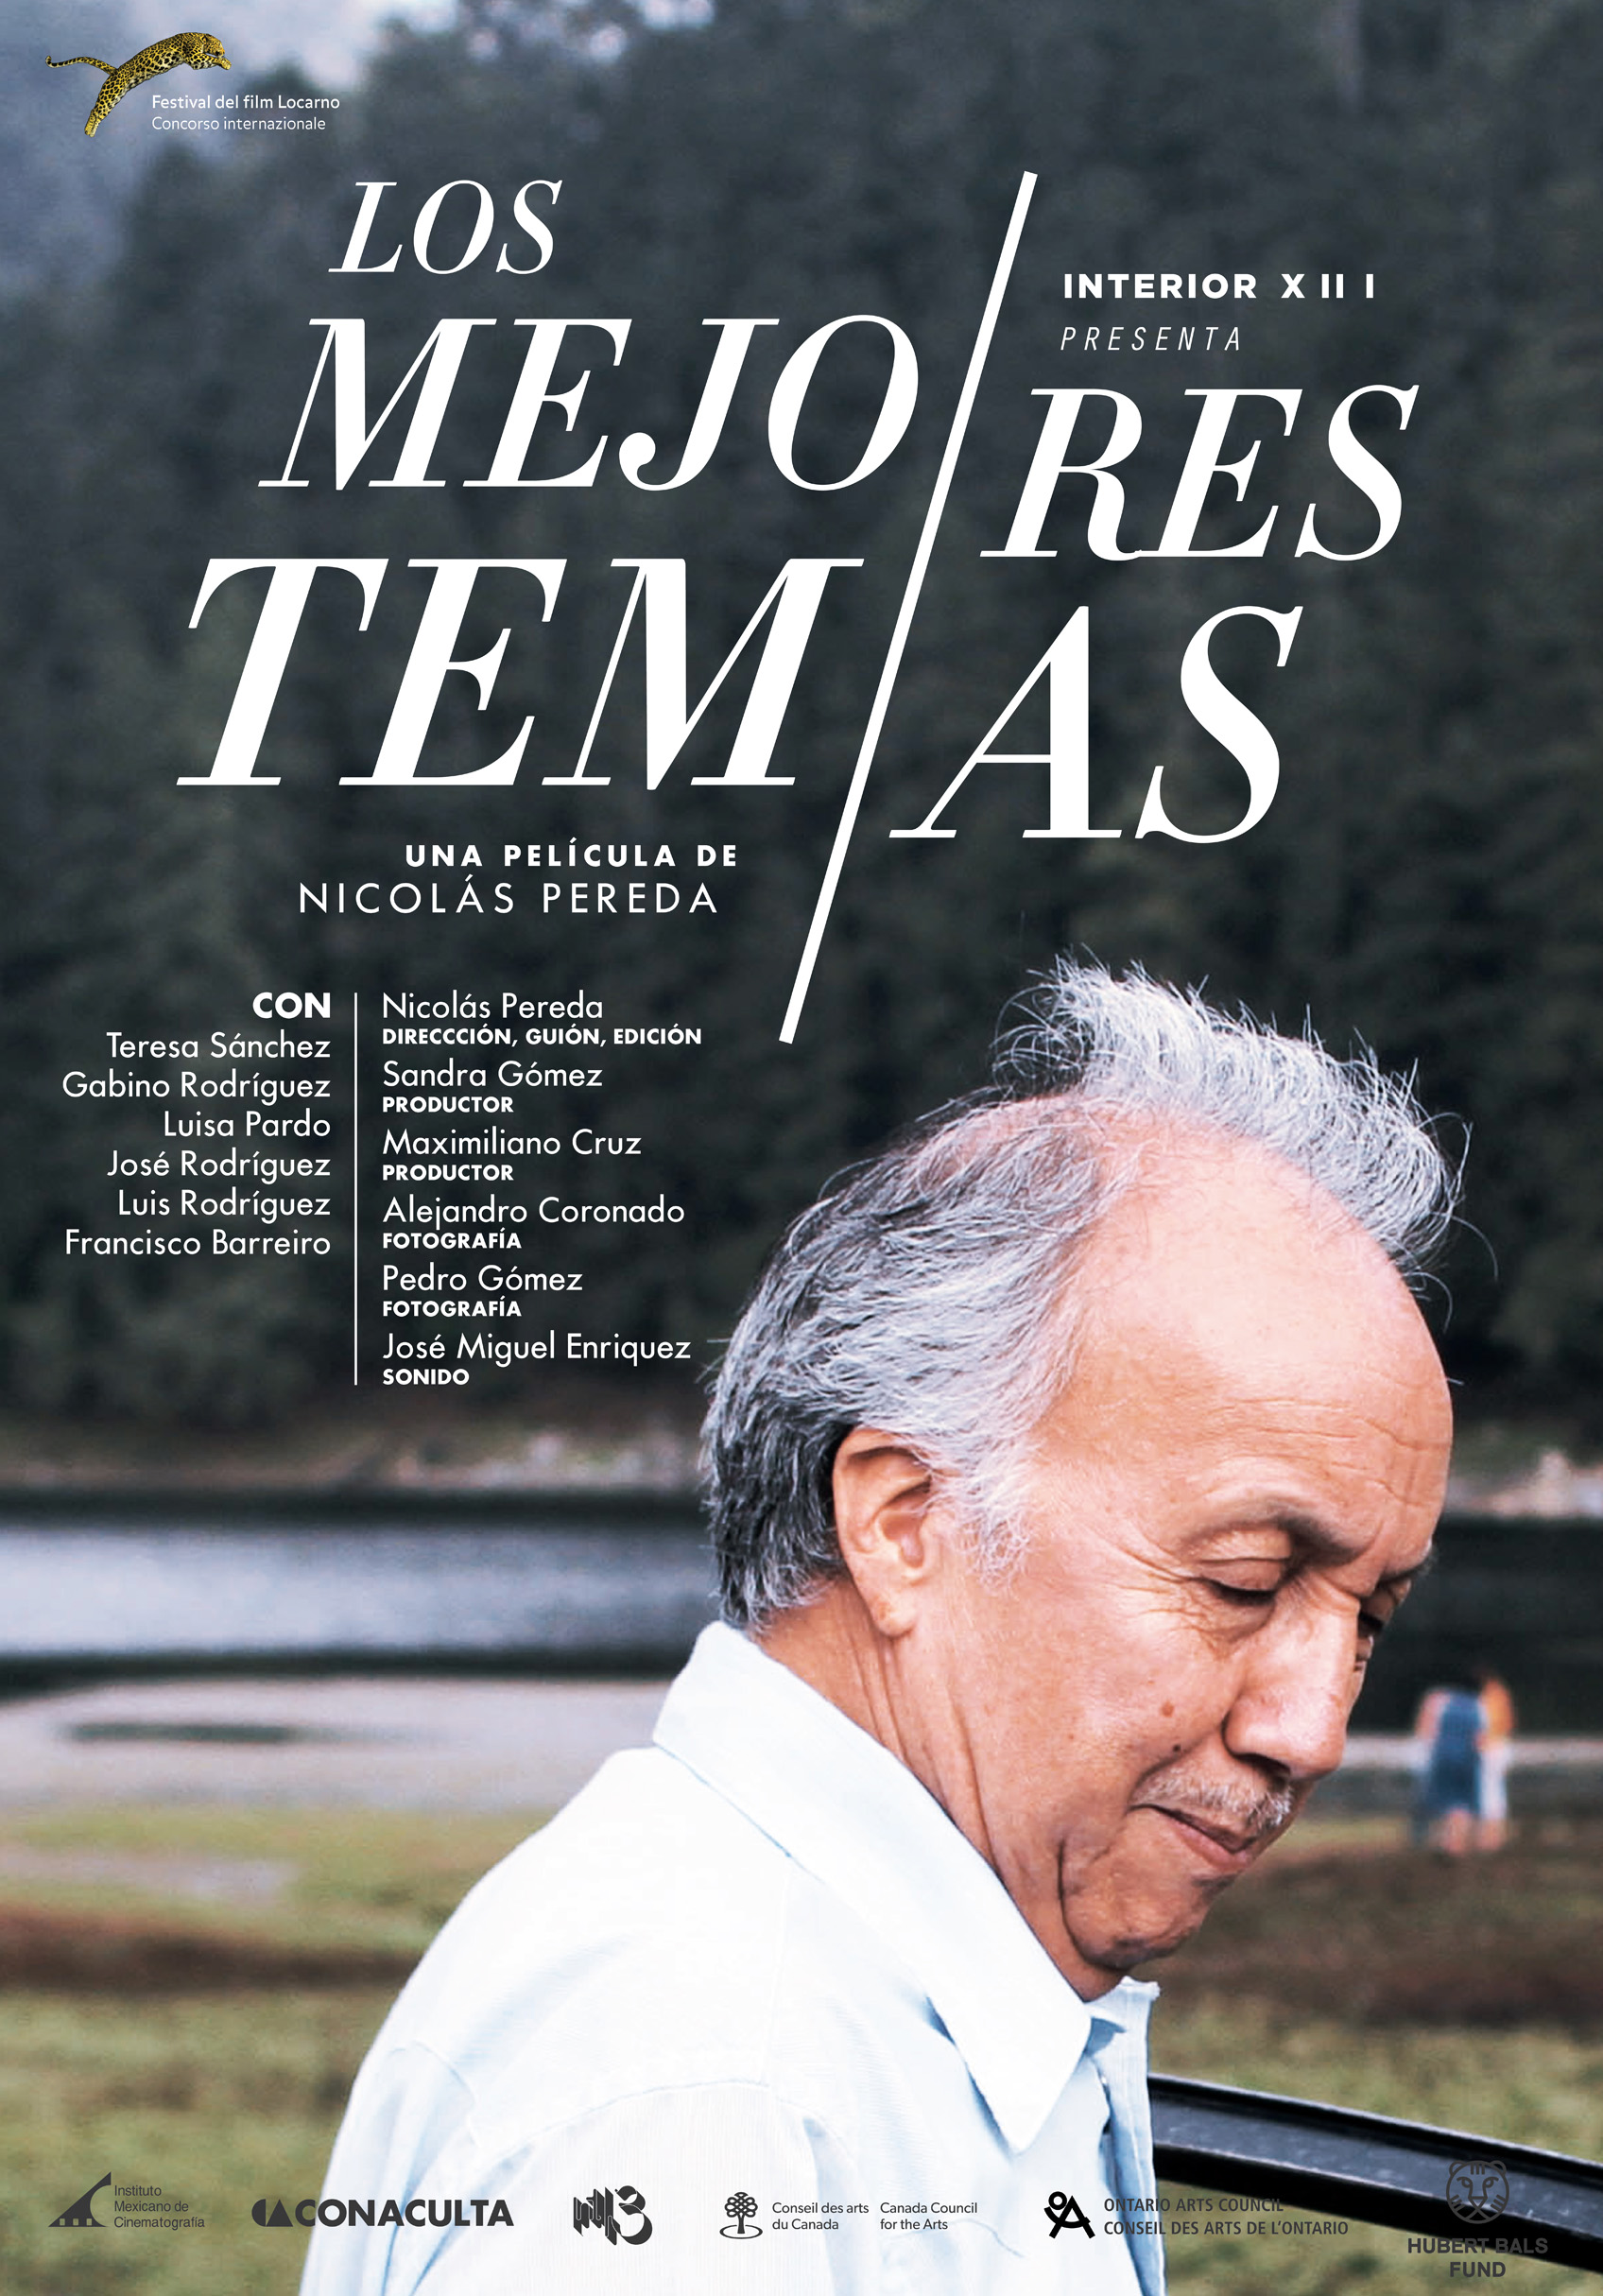 Festival del film Locarno
Concorso internazionale
LOS
MEJO/RES
TEM/AS
INTERIOR XII I
PRESENTA
UNA PELÍCULA DE
NICOLÁS PEREDA
CON
Teresa Sánchez
Gabino Rodríguez
Luisa Pardo
José Rodríguez
Luis Rodríguez
Francisco Barreiro
Nicolás Pereda
DIRECCCIÓN, GUIÓN, EDICIÓN
Sandra Gómez
PRODUCTOR
Maximiliano Cruz
PRODUCTOR
Alejandro Coronado
FOTOGRAFÍA
Pedro Gómez
FOTOGRAFÍA
José Miguel Enriquez
SONIDO
Instituto
Mexicano de
Cinematografía
CONACULTA
Conseil des arts
du Canada
Canada Council
for the Arts
ONTARIO ARTS COUNCIL
CONSEIL DES ARTS DE L'ONTARIO
HUBERT BALS
FUND